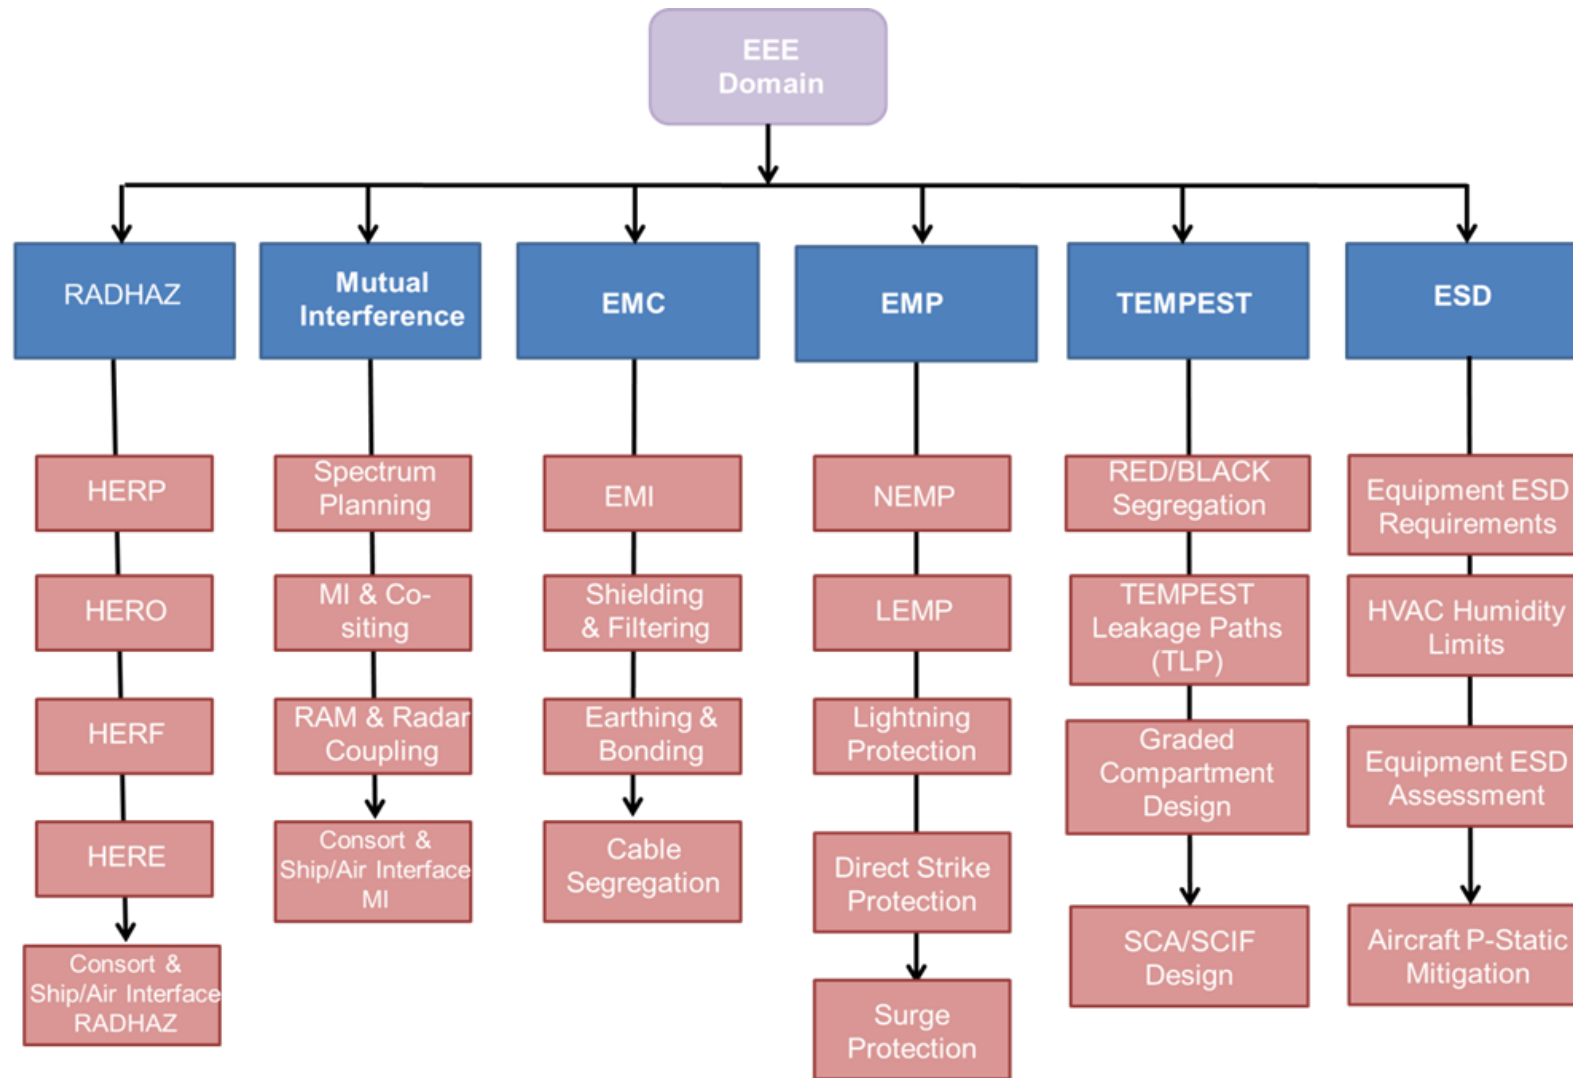 EEE
Domain
RADHAZ
Mutual
Interference
EMC
EMP
TEMPEST
ESD
HERP
HERO
HERF
HERE
Consort &
Ship/Air Interface
RADHAZ
Spectrum
Planning
MI & Co-
siting
RAM & Radar
Coupling
Consort &
Ship/Air Interface
MI
EMI
Shielding
& Filtering
Earthing &
Bonding
Cable
Segregation
NEMP
LEMP
Lightning
Protection
Direct Strike
Protection
Surge
Protection
RED/BLACK
Segregation
TEMPEST
Leakage Paths
(TLP)
Graded
Compartment
Design
SCA/SCIF
Design
Equipment ESD
Requirements
HVAC Humidity
Limits
Equipment ESD
Assessment
Aircraft P-Static
Mitigation